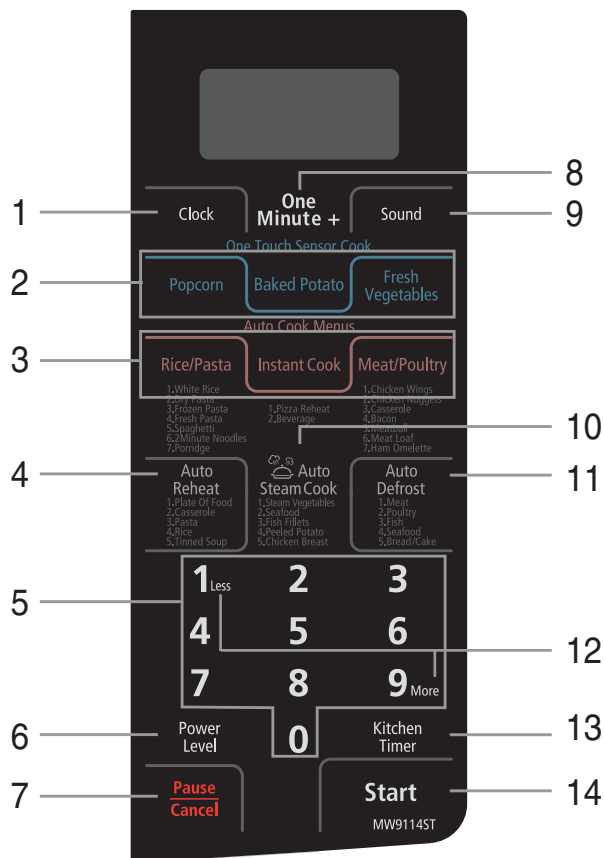 8
One
Minute +
1
Clock
Sound
9
One Touch Sensor Cook
2
Popcorn
Baked Potato
Fresh
Vegetables
Auto Cook Menus
3
Rice/Pasta
Instant Cook
Meat/Poultry
1.White Rice
2.Dry Pasta
3.Frozen Pasta
4.Fresh Pasta
5.Spaghetti
6.2Minute Noodles
7.Porridge
1.Pizza Reheat
2.Beverage
1.Chicken Wings
2.Chicken Nuggets
3.Casserole
4.Bacon
5.Meatball
6.Meat Loaf
7.Ham Omelette
10
4
Auto
Reheat
1.Plate Of Food
2.Casserole
3.Pasta
4.Rice
5.Tinned Soup
Auto
Steam Cook
1.Steam Vegetables
2.Seafood
3.Fish Fillets
4.Peeled Potato
5.Chicken Breast
Auto
Defrost
1.Meat
2.Poultry
3.Fish
4.Seafood
5.Bread/Cake
11
5
1 Less 2 3
4 5 6
12
7 8 9 More
6
Power
Level
0
Kitchen
Timer
13
7
Pause
Cancel
Start
14
MW9114ST